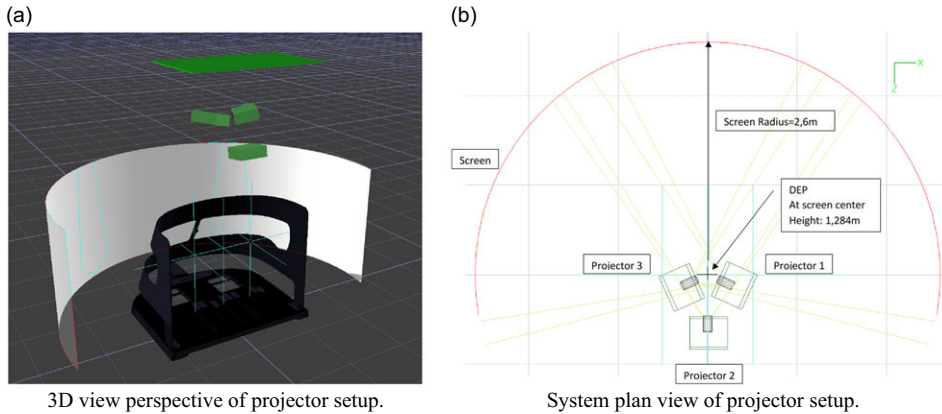 (a)
(b)
X
Z
Screen Radius=2,6m
Screen
DEP
At screen center
Height: 1,284m
Projector 3
Projector 1
Projector 2
3D view perspective of projector setup.
System plan view of projector setup.